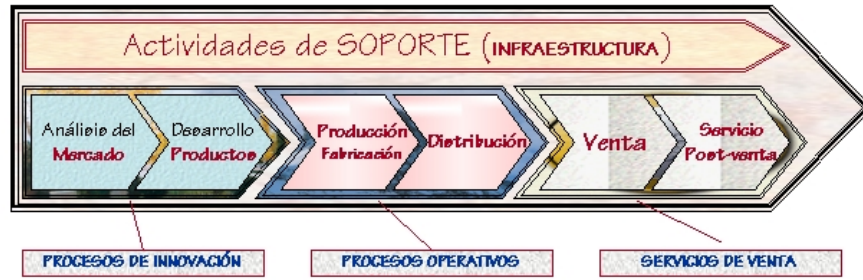 Actividades de SOPORTE (INFRAESTRUCTURA)
Análisis del
Mercado
Desarrollo
Productos
Producción
Fabricación
Distribución
Venta
Servicio
Post-venta
PROCESOS DE INNOVACIÓN
PROCESOS OPERATIVOS
SERVICIOS DE VENTA